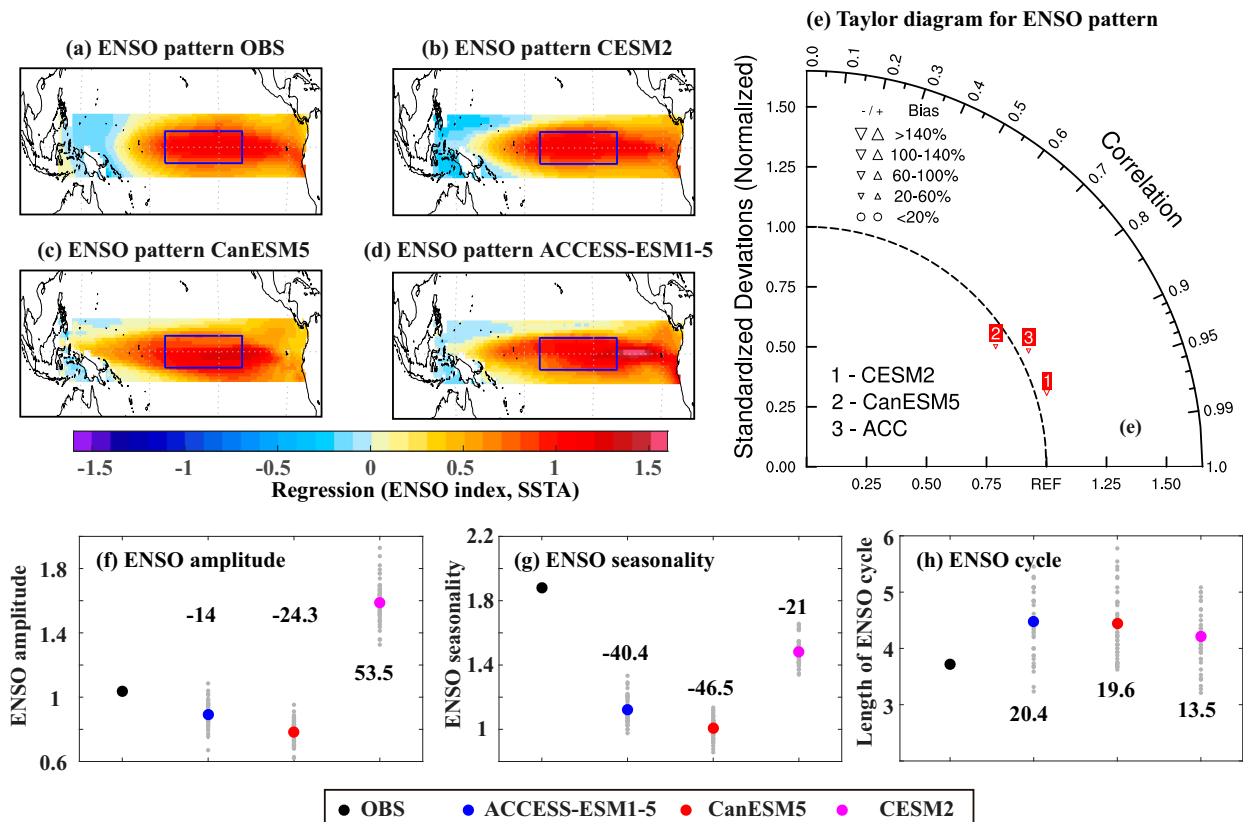 (e) Taylor diagram for ENSO pattern
(a) ENSO pattern OBS
(b) ENSO pattern CESM2
(c) ENSO pattern CanESM5
(d) ENSO pattern ACCESS-ESM1-5
-1.5 -1 -0.5 0 0.5 1 1.5
Regression (ENSO index, SSTA)
Standardized Deviations (Normalized)
1.50
1.25
1.00
0.75
0.50
0.25
0.00
0.0 0.1 0.2 0.3 0.4 0.5 0.6 0.7 0.8 0.9 0.95 0.99 1.0
Correlation
- / + Bias
>140%
100-140%
60-100%
20-60%
<20%
2
3
1
1 - CESM2
2 - CanESM5
3 - ACC
(e)
0.25 0.50 0.75 REF 1.25 1.50
(f) ENSO amplitude
ENSO amplitude
1.8
1.4
1
0.6
-14
-24.3
53.5
(g) ENSO seasonality
ENSO seasonality
2.2
1.8
1.4
1
-40.4
-46.5
-21
(h) ENSO cycle
Length of ENSO cycle
6
5
4
3
20.4
19.6
13.5
OBS ACCESS-ESM1-5 CanESM5 CESM2